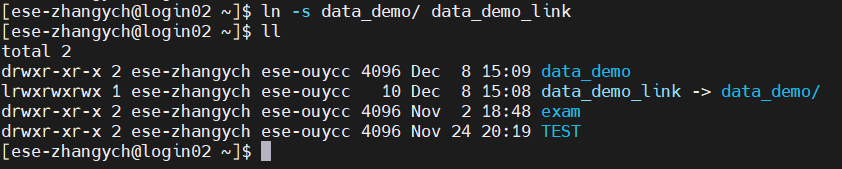 [ese-zhangych@login02 ~]$ ln -s data_demo/ data_demo_link
[ese-zhangych@login02 ~]$ ll
total 2
drwxr-xr-x 2 ese-zhangych ese-ouycc 4096 Dec  8 15:09 data_demo
lrwxrwxrwx 1 ese-zhangych ese-ouycc   10 Dec  8 15:08 data_demo_link -> data_demo/
drwxr-xr-x 2 ese-zhangych ese-ouycc 4096 Nov  2 18:48 exam
drwxr-xr-x 2 ese-zhangych ese-ouycc 4096 Nov 24 20:19 TEST
[ese-zhangych@login02 ~]$